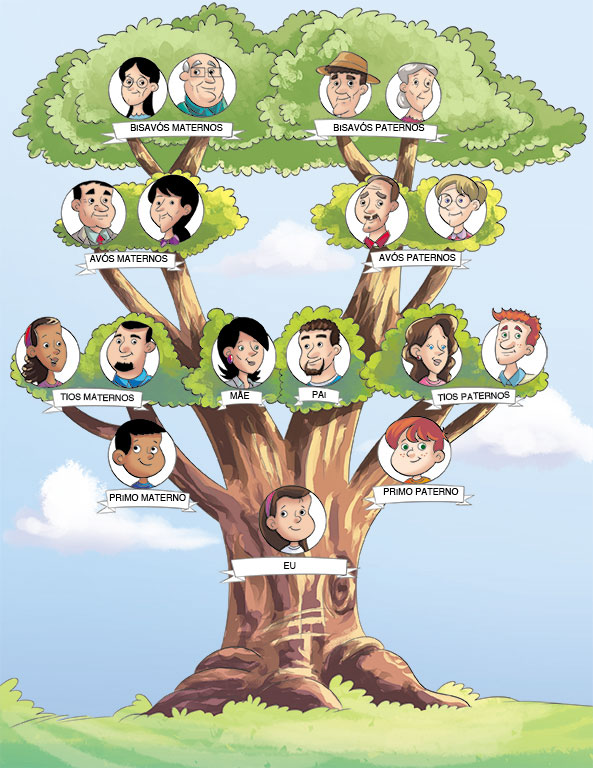 BISAVÓS MATERNOS
BISAVÓS PATERNOS
AVÓS MATERNOS
AVÓS PATERNOS
TIOS MATERNOS
MÃE
PAI
TIOS PATERNOS
PRIMO MATERNO
PRIMO PATERNO
EU